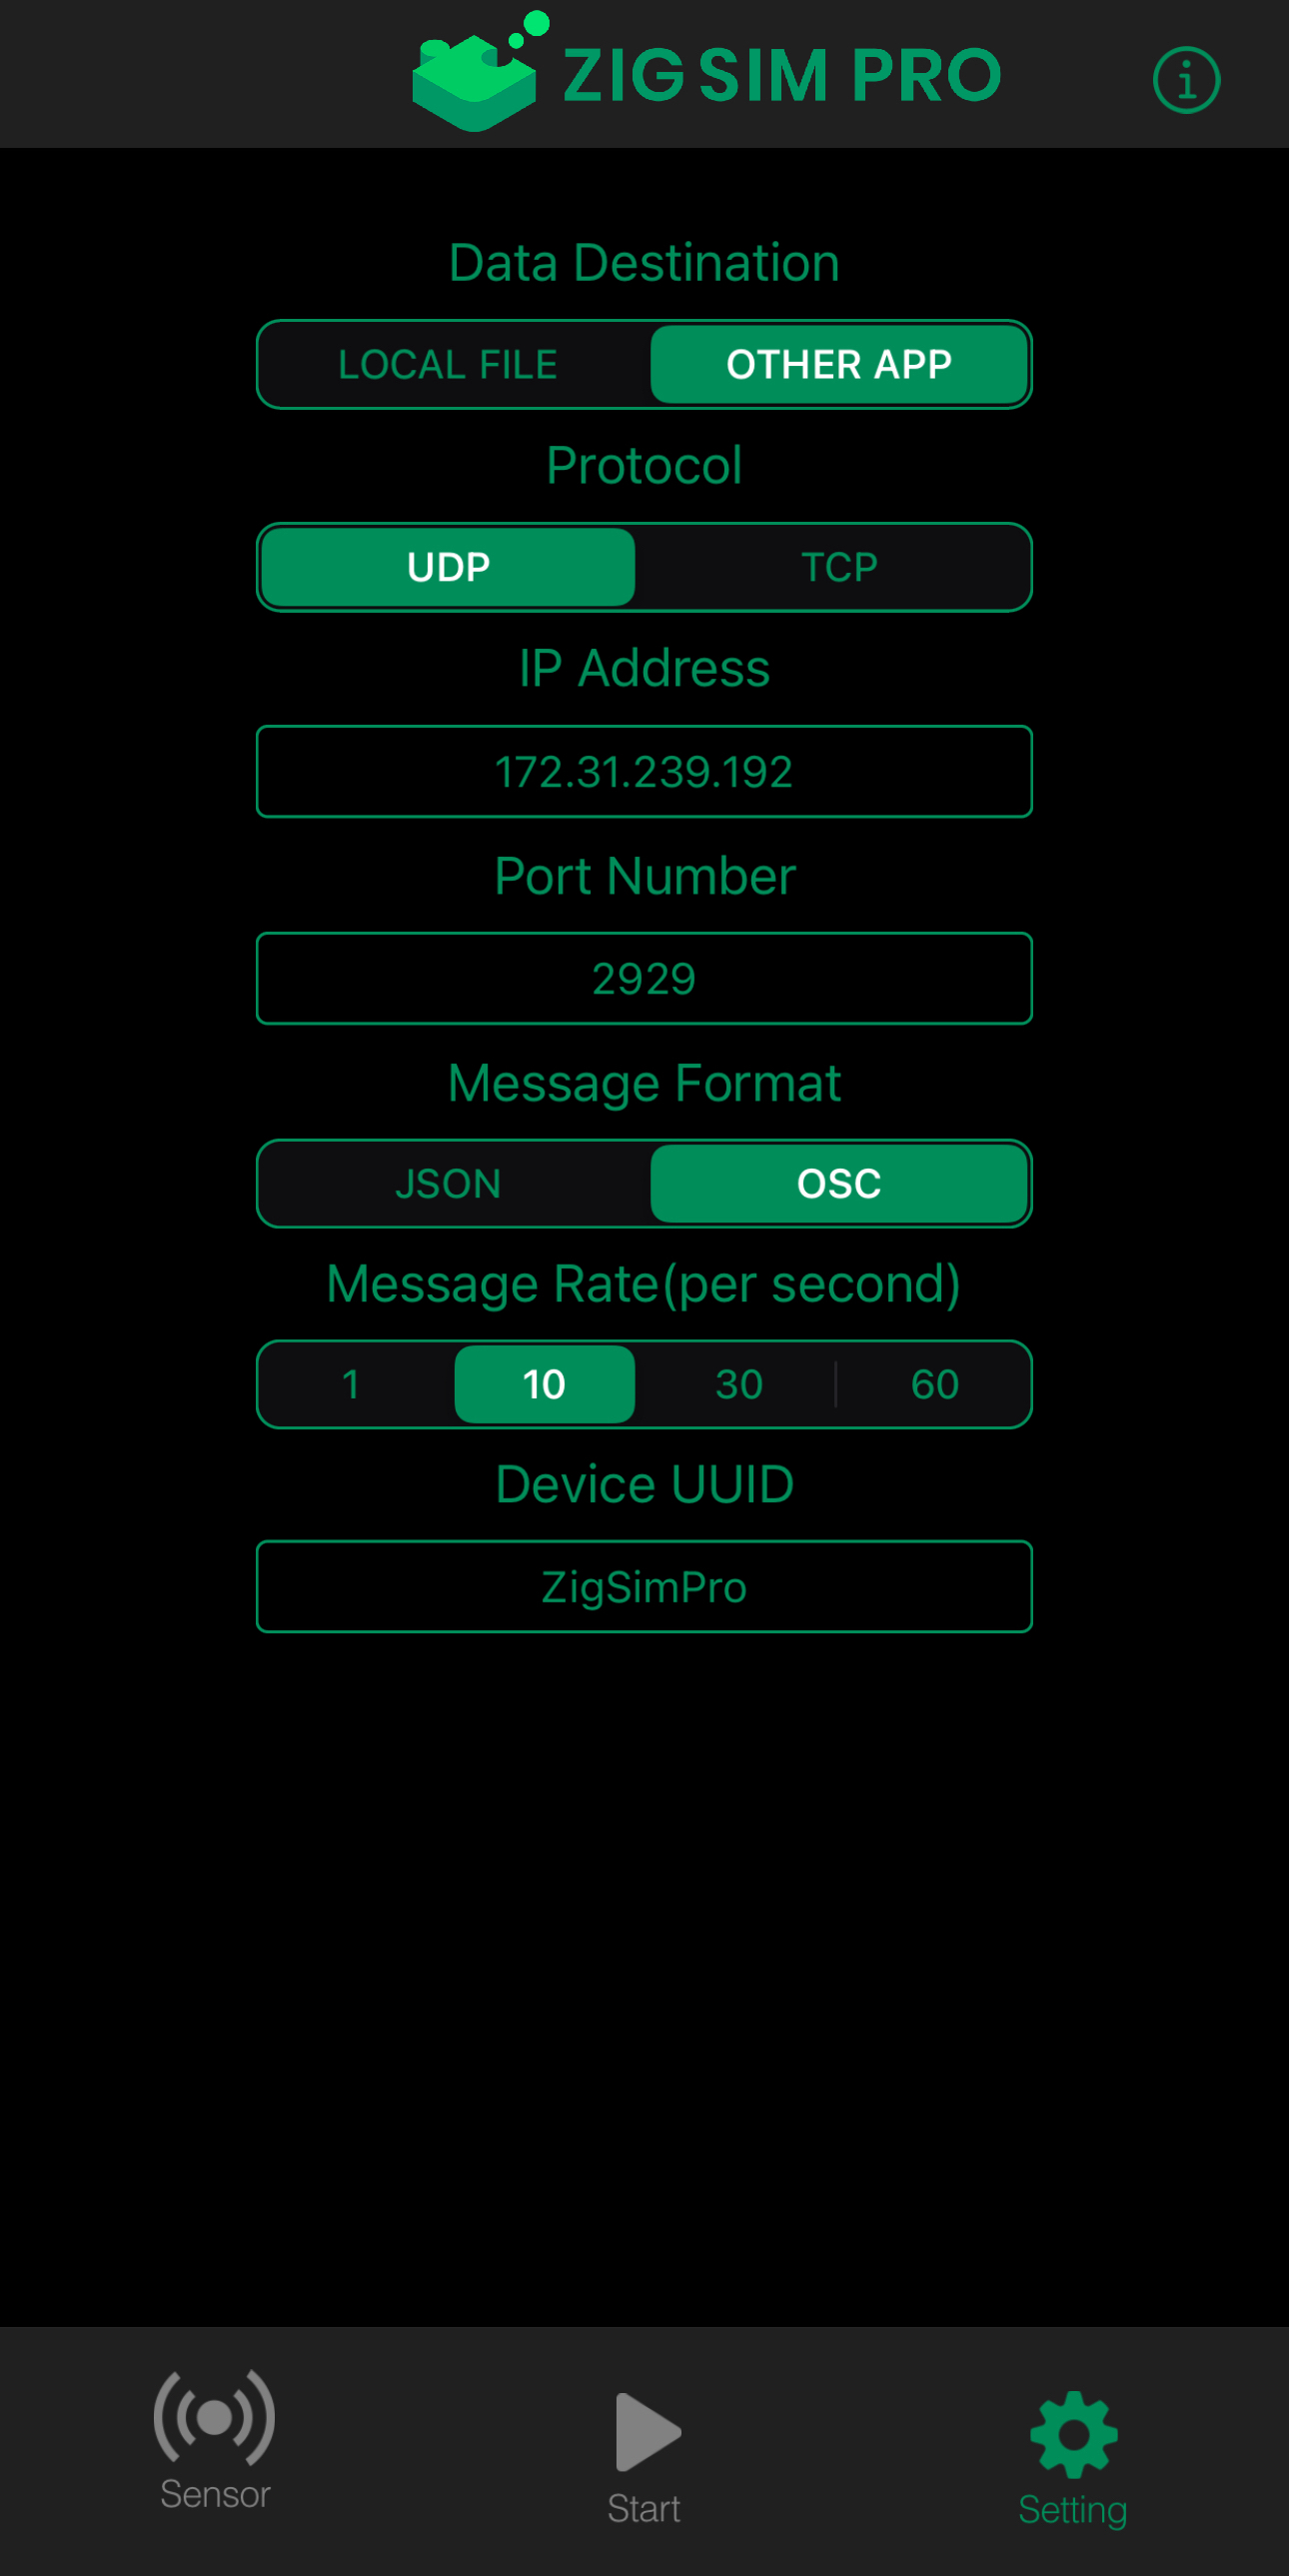 ZIG SIM PRO
Data Destination
LOCAL FILE OTHER APP
Protocol
UDP TCP
IP Address
172.31.239.192
Port Number
2929
Message Format
JSON OSC
Message Rate(per second)
1 10 30 60
Device UUID
ZigSimPro
Sensor Start Setting